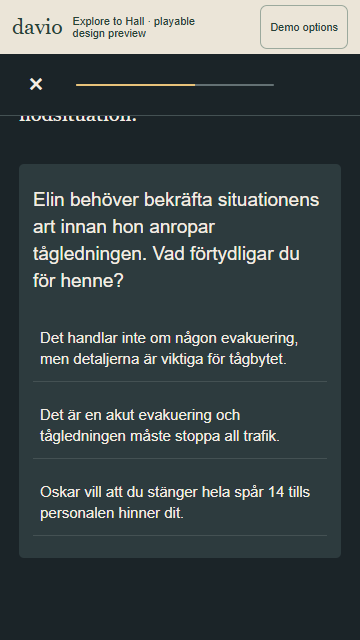 davio
Explore to Hall · playable
design preview
Demo options
nödsituation.
Elin behöver bekräfta situationens
art innan hon anropar
tågledningen. Vad förtydligar du
för henne?
Det handlar inte om någon evakuering,
men detaljerna är viktiga för tågbytet.
Det är en akut evakuering och
tågledningen måste stoppa all trafik.
Oskar vill att du stänger hela spår 14 tills
personalen hinner dit.